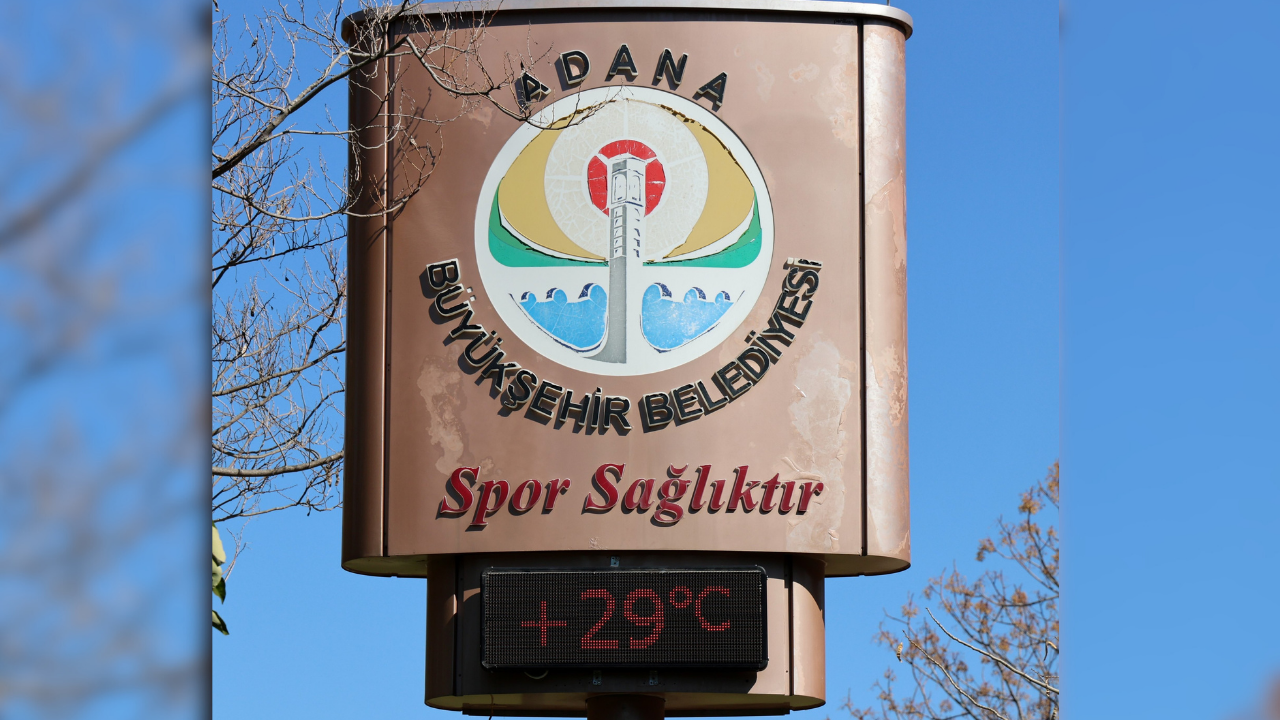 ADANA
BÜYÜKŞEHİR BELEDİYESİ
Spor Sağlıktır
+29°C